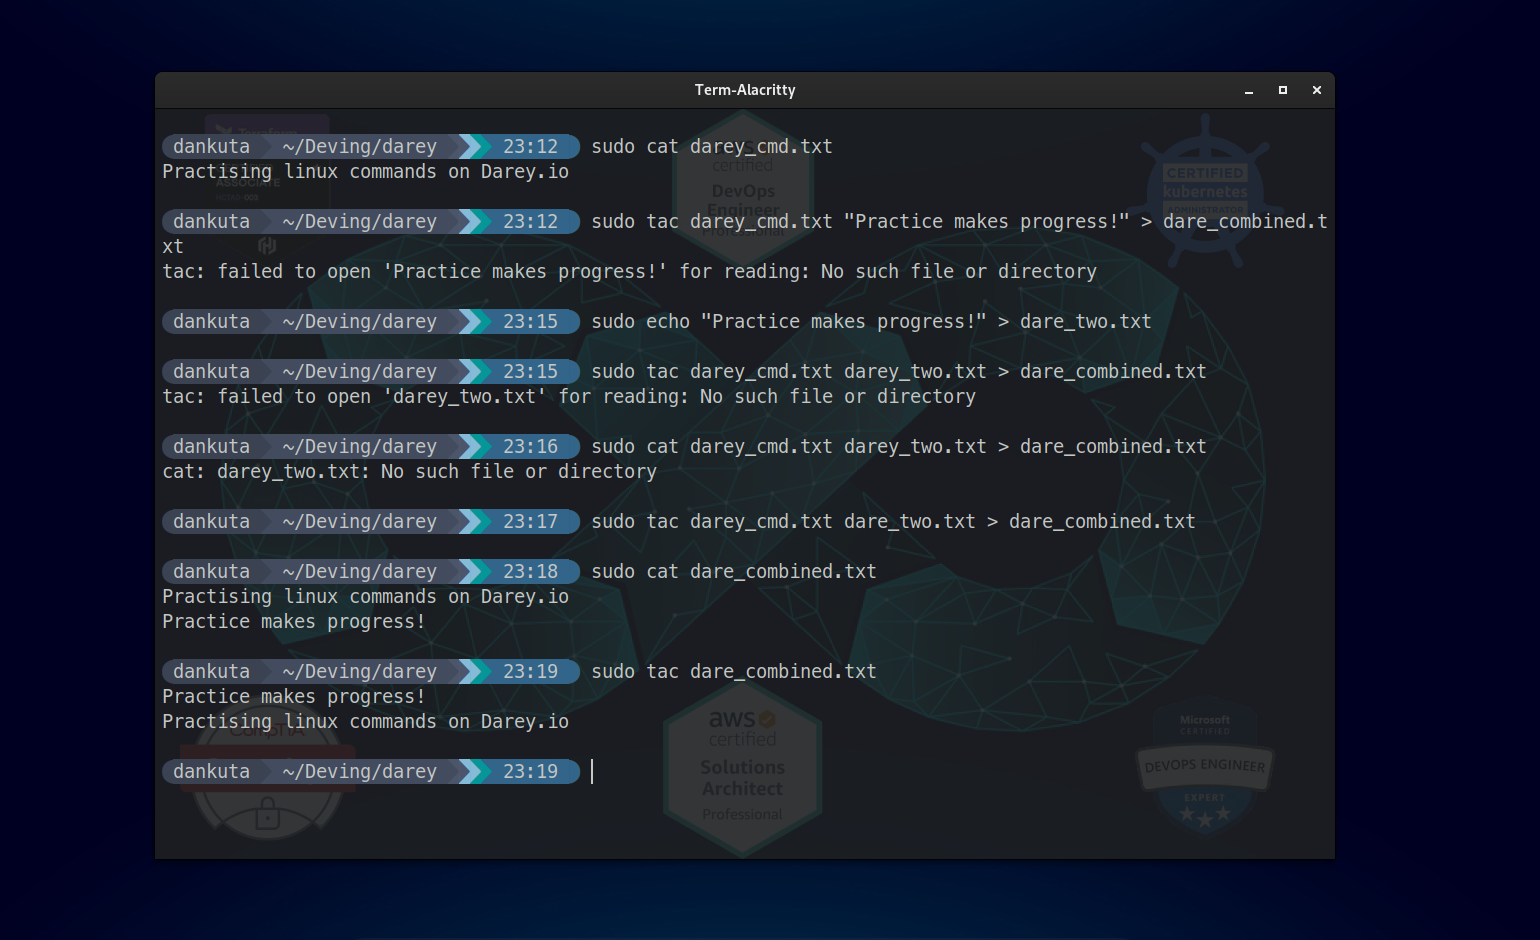 Term-Alacritty
dankuta ~/Deving/darey 23:12 sudo cat darey_cmd.txt
Practising linux commands on Darey.io
dankuta ~/Deving/darey 23:12 sudo tac darey_cmd.txt "Practice makes progress!" > dare_combined.t
xt
tac: failed to open 'Practice makes progress!' for reading: No such file or directory
dankuta ~/Deving/darey 23:15 sudo echo "Practice makes progress!" > dare_two.txt
dankuta ~/Deving/darey 23:15 sudo tac darey_cmd.txt darey_two.txt > dare_combined.txt
tac: failed to open 'darey_two.txt' for reading: No such file or directory
dankuta ~/Deving/darey 23:16 sudo cat darey_cmd.txt darey_two.txt > dare_combined.txt
cat: darey_two.txt: No such file or directory
dankuta ~/Deving/darey 23:17 sudo tac darey_cmd.txt dare_two.txt > dare_combined.txt
dankuta ~/Deving/darey 23:18 sudo cat dare_combined.txt
Practising linux commands on Darey.io
Practice makes progress!
dankuta ~/Deving/darey 23:19 sudo tac dare_combined.txt
Practice makes progress!
Practising linux commands on Darey.io
dankuta ~/Deving/darey 23:19
ASSOCIATE
certified
DevOps
Engineer
CERTIFIED
kubernetes
ADMINISTRATOR
CompTIA
aws
certified
Solutions
Architect
Professional
Microsoft
CERTIFIED
DEVOPS ENGINEER
EXPERT